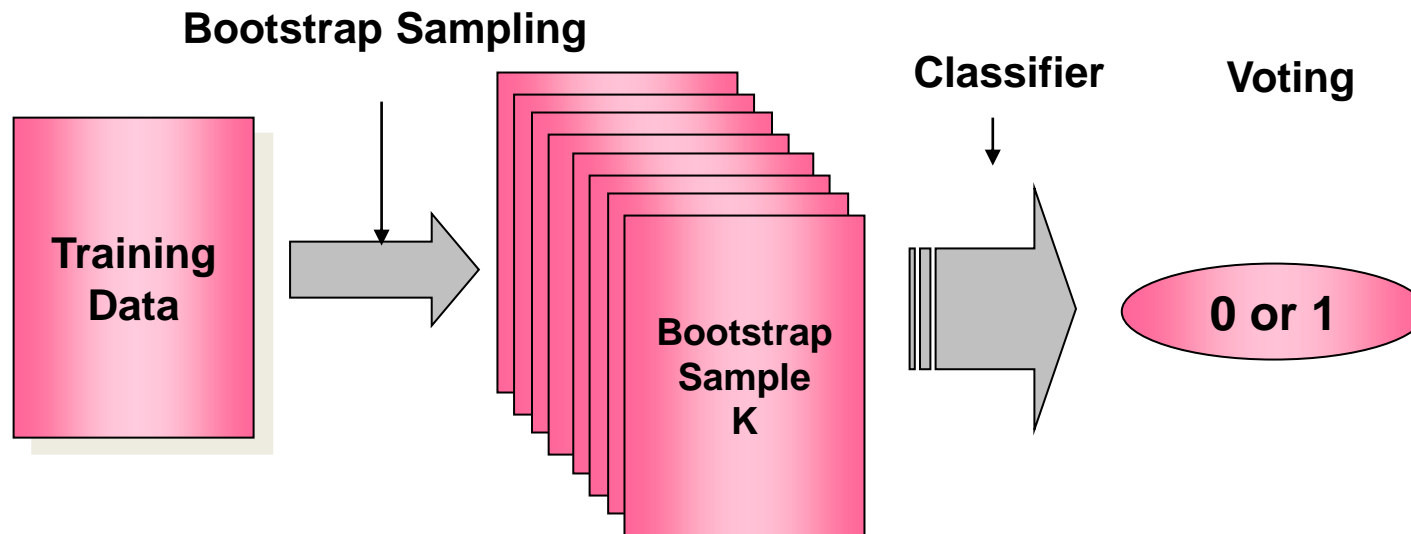 Bootstrap Sampling
Classifier
Voting
Training
Data
Bootstrap
Sample
K
0 or 1